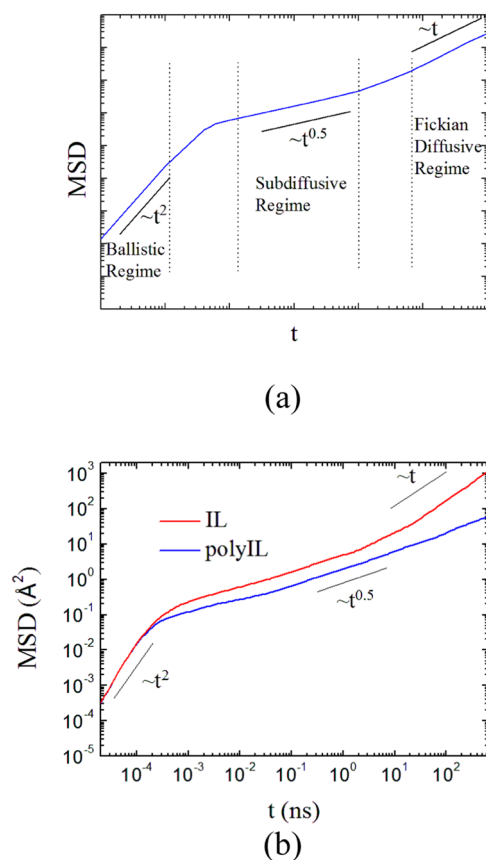 ~t
MSD
~t⁰·⁵
Fickian
Diffusive
Regime
Subdiffusive
Regime
~t²
Ballistic
Regime
t
(a)
10³
10²
10¹
10⁰
10⁻¹
10⁻²
10⁻³
10⁻⁴
10⁻⁵
MSD (Å²)
IL
polyIL
~t
~t⁰·⁵
~t²
10⁻⁴ 10⁻³ 10⁻² 10⁻¹ 10⁰ 10¹ 10²
t (ns)
(b)